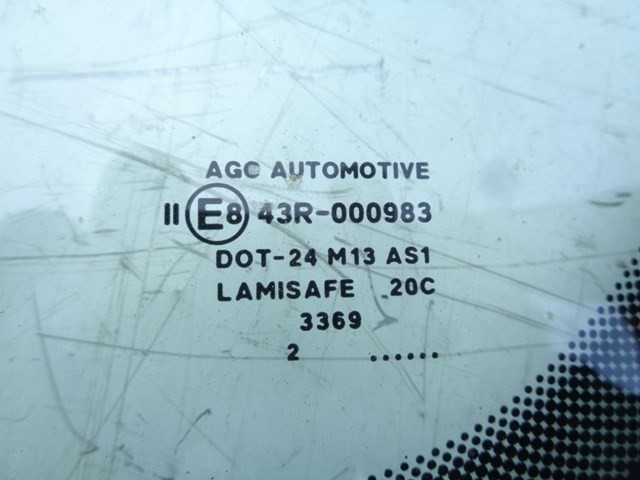 AGC AUTOMOTIVE
II E8 43R-000983
DOT-24 M13 AS1
LAMISAFE 20C
3369
2 ......